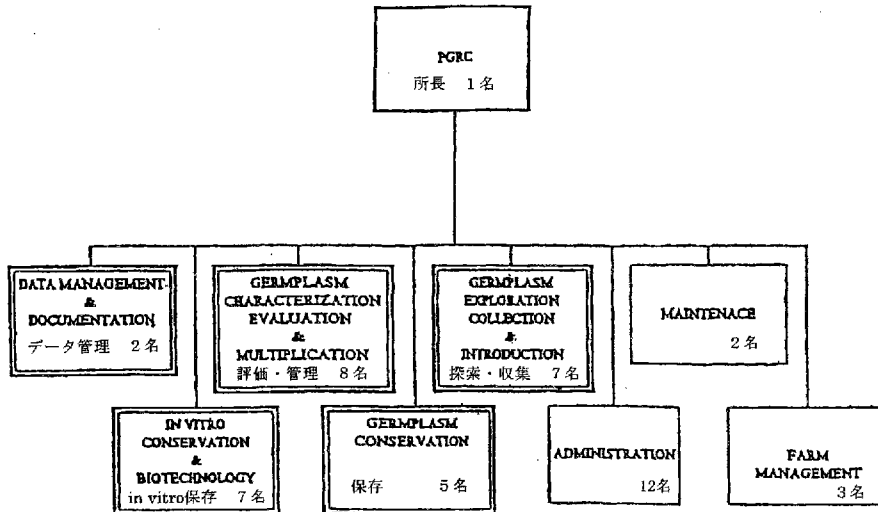 PGRC
所長 1名
DATA MANAGEMENT
&
DOCUMENTATION
データ管理 2名
GERMPLASM
CHARACTERIZATION
EVALUATION
&
MULTIPLICATION
評価・管理 8名
GERMPLASM
EXPLORATION
COLLECTION
&
INTRODUCTION
探索・収集 7名
MAINTENACE
2名
IN VITRO
CONSERVATION
&
BIOTECHNOLOGY
in vitro保存 7名
GERMPLASM
CONSERVATION
保存 5名
ADMINISTRATION
12名
FARM
MANAGEMENT
3名